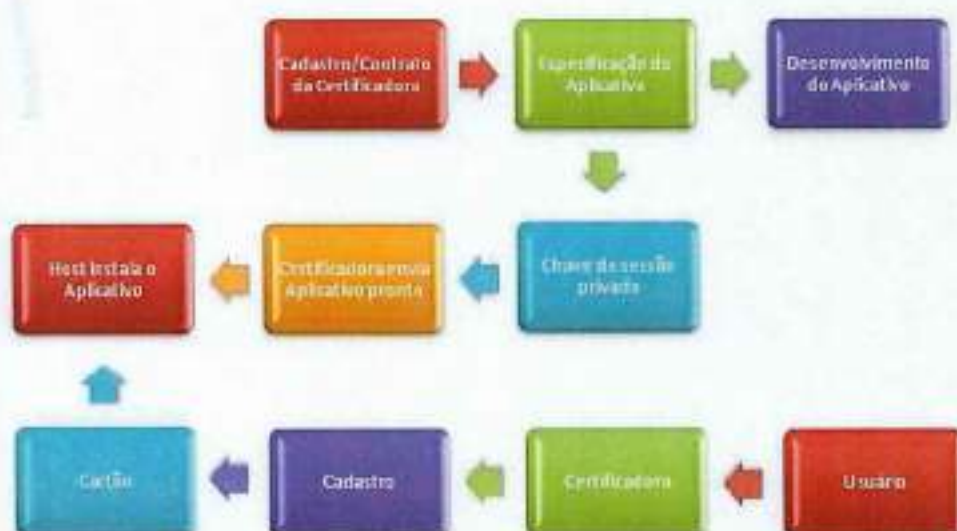 Cadastro/Contrato
da Certificadora
Especificação do
Aplicativo
Desenvolvimento
do Aplicativo
Host instala o
Aplicativo
Certificadora envia
Aplicativo pronto
Chave de sessão
privada
Cartão
Cadastro
Certificadora
Usuário